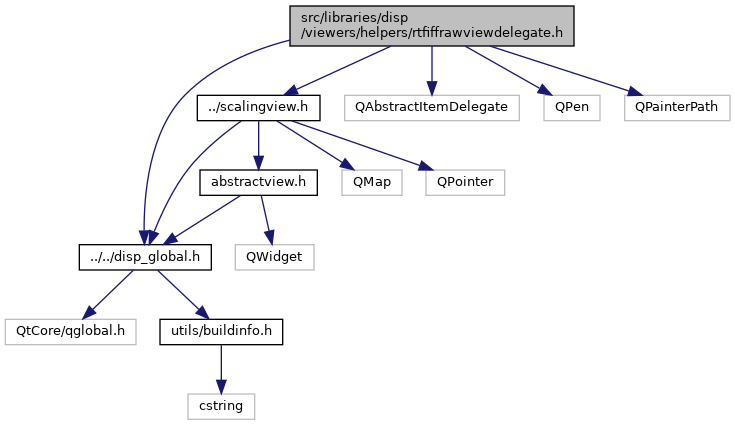 src/libraries/disp
/viewers/helpers/rtfiffrawviewdelegate.h
../scalingview.h
QAbstractItemDelegate
QPen
QPainterPath
abstractview.h
QMap
QPointer
../../disp_global.h
QWidget
QtCore/qglobal.h
utils/buildinfo.h
cstring